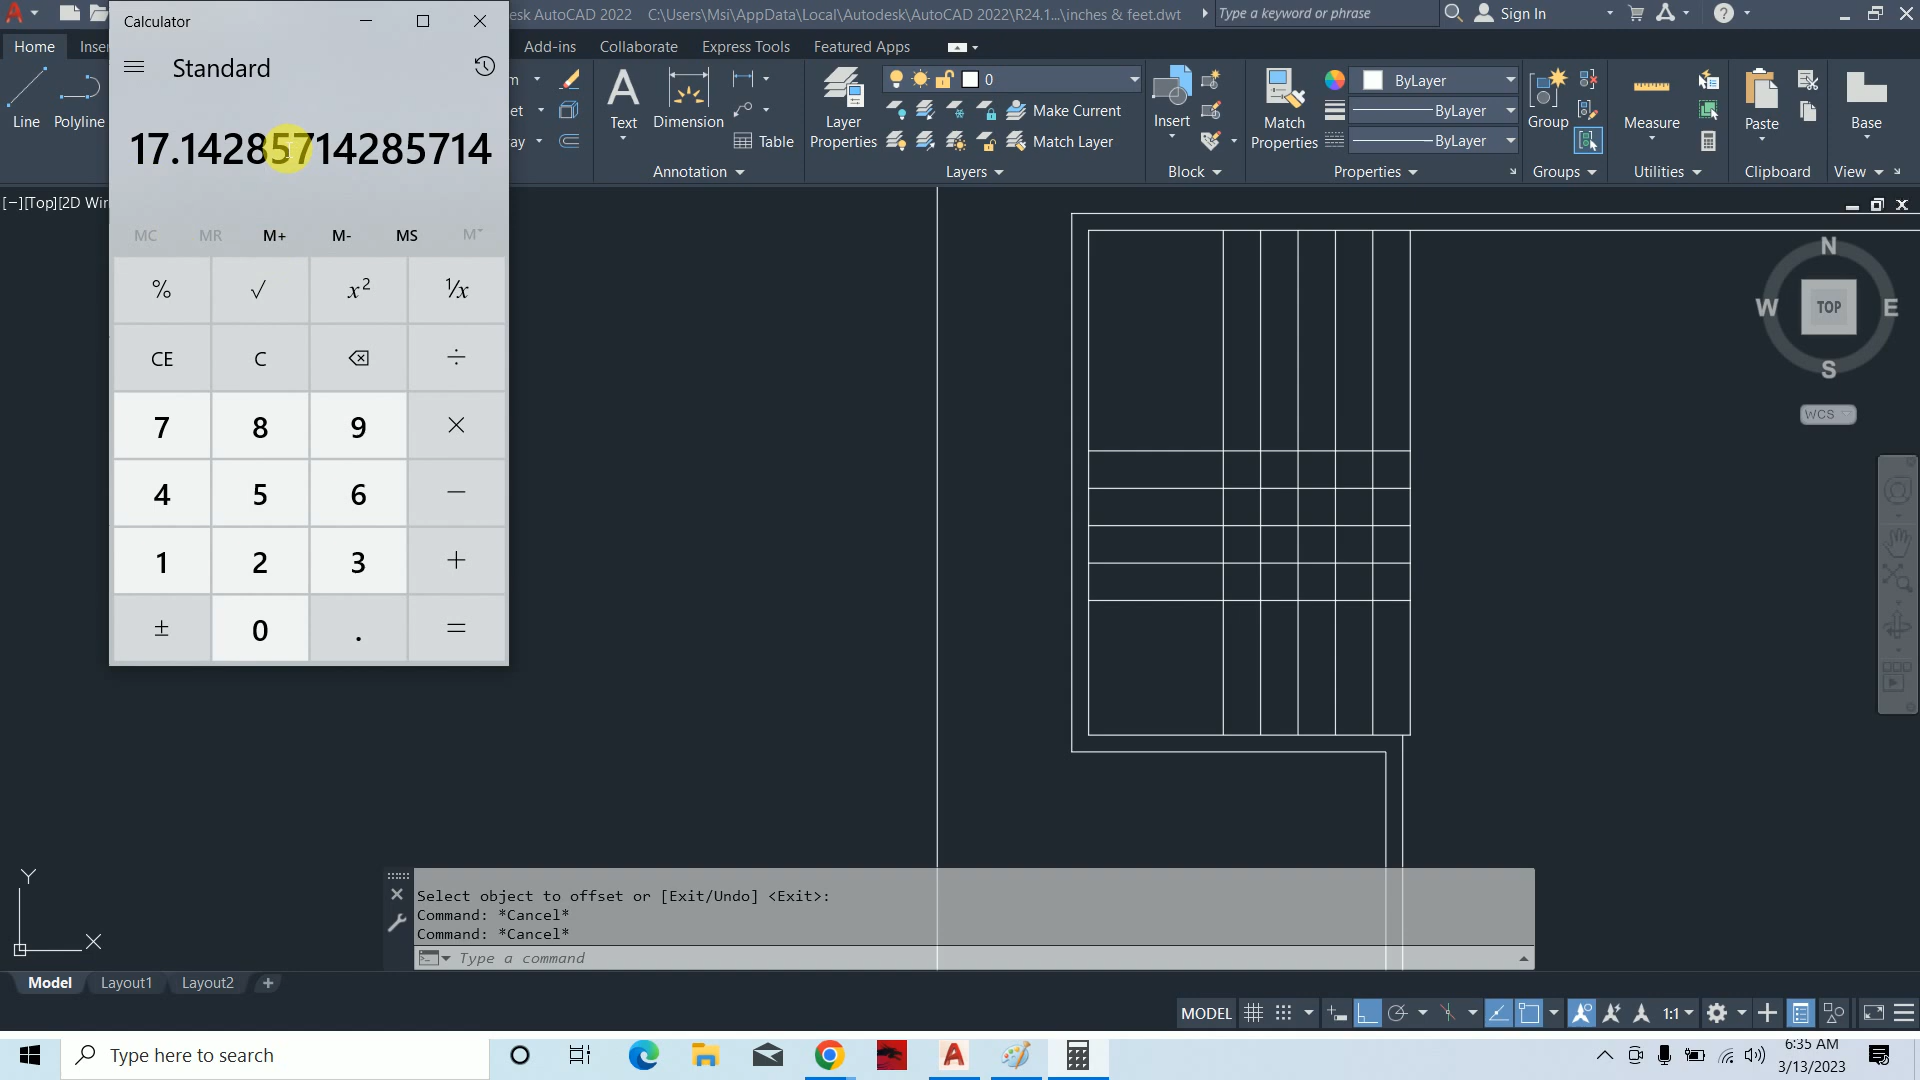 Calculator
esk AutoCAD 2022 C:\Users\Msi\AppData\Local\Autodesk\AutoCAD 2022\R24.1...\inches & feet.dwt
Type a keyword or phrase
Sign In
Home
Add-ins Collaborate Express Tools Featured Apps
Standard
17.14285714285714
MC MR M+ M- MS M˅
% √ x² ¹/x
CE C ÷
7 8 9 ×
4 5 6 −
1 2 3 +
± 0 . =
Line Polyline
Text
Dimension
Table
Annotation
Layer
Properties
0
Make Current
Match Layer
Layers
Insert
Block
Match
Properties
ByLayer
ByLayer
ByLayer
Properties
Group
Groups
Measure
Utilities
Paste
Clipboard
Base
View
[−][Top][2D Wir
N
W TOP E
S
WCS
Y
X
Select object to offset or [Exit/Undo] <Exit>:
Command: *Cancel*
Command: *Cancel*
Type a command
Model Layout1 Layout2 +
MODEL
1:1
Type here to search
6:35 AM
3/13/2023